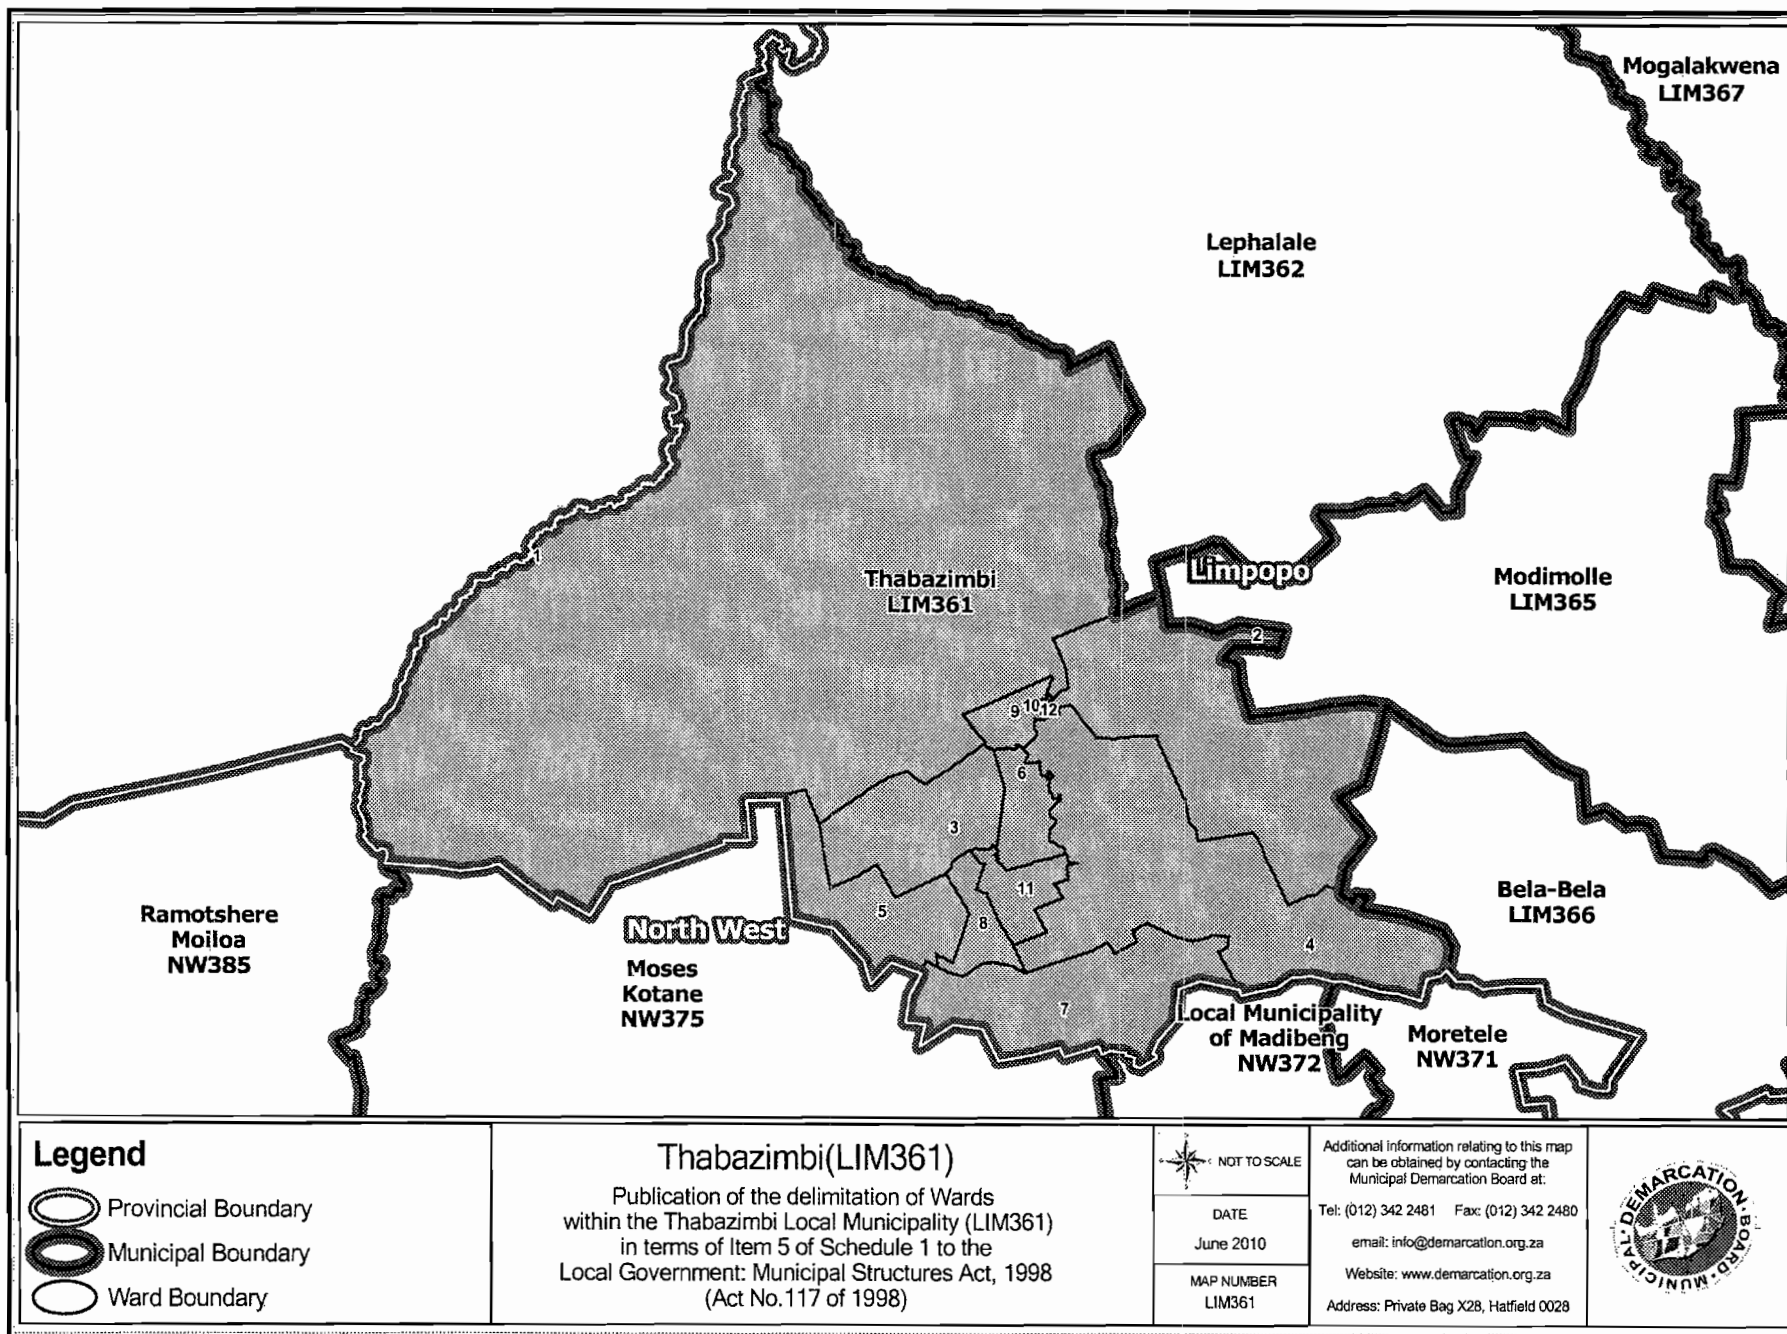 Mogalakwena
LIM367
Lephalale
LIM362
Limpopo
Thabazimbi
LIM361
Modimolle
LIM365
1
2
9
10
12
6
3
11
5
8
4
7
Bela-Bela
LIM366
Ramotshere
Moiloa
NW385
North West
Moses
Kotane
NW375
Local Municipality
of Madibeng
NW372
Moretele
NW371
Legend
Provincial Boundary
Municipal Boundary
Ward Boundary
Thabazimbi(LIM361)
Publication of the delimitation of Wards
within the Thabazimbi Local Municipality (LIM361)
in terms of Item 5 of Schedule 1 to the
Local Government: Municipal Structures Act, 1998
(Act No.117 of 1998)
NOT TO SCALE
DATE
June 2010
MAP NUMBER
LIM361
Additional information relating to this map
can be obtained by contacting the
Municipal Demarcation Board at:
Tel: (012) 342 2481 Fax: (012) 342 2480
email: info@demarcation.org.za
Website: www.demarcation.org.za
Address: Private Bag X28, Hatfield 0028
MUNICIPAL • DEMARCATION • BOARD •